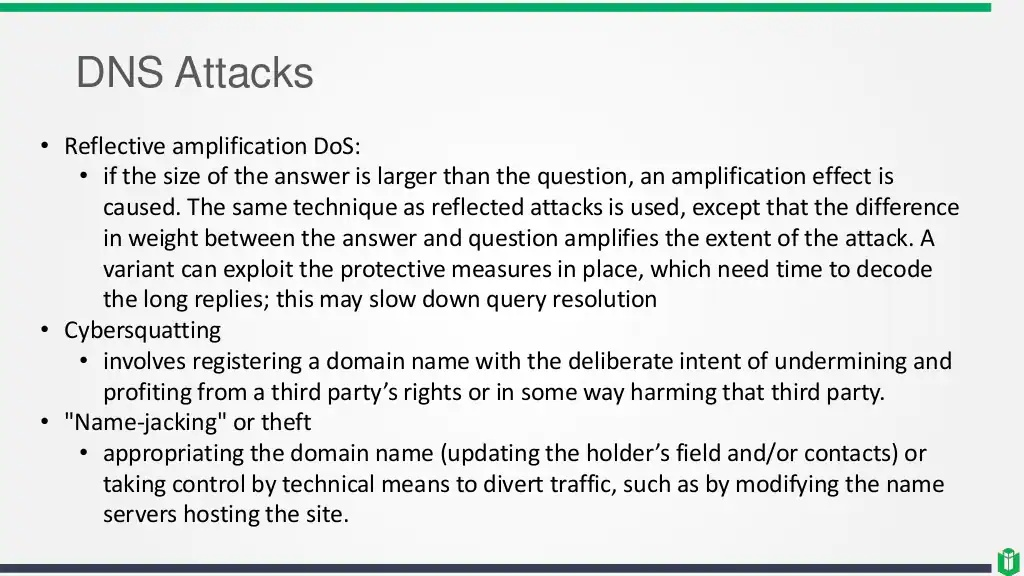 DNS Attacks
• Reflective amplification DoS:
• if the size of the answer is larger than the question, an amplification effect is
caused. The same technique as reflected attacks is used, except that the difference
in weight between the answer and question amplifies the extent of the attack. A
variant can exploit the protective measures in place, which need time to decode
the long replies; this may slow down query resolution
• Cybersquatting
• involves registering a domain name with the deliberate intent of undermining and
profiting from a third party’s rights or in some way harming that third party.
• "Name-jacking" or theft
• appropriating the domain name (updating the holder’s field and/or contacts) or
taking control by technical means to divert traffic, such as by modifying the name
servers hosting the site.